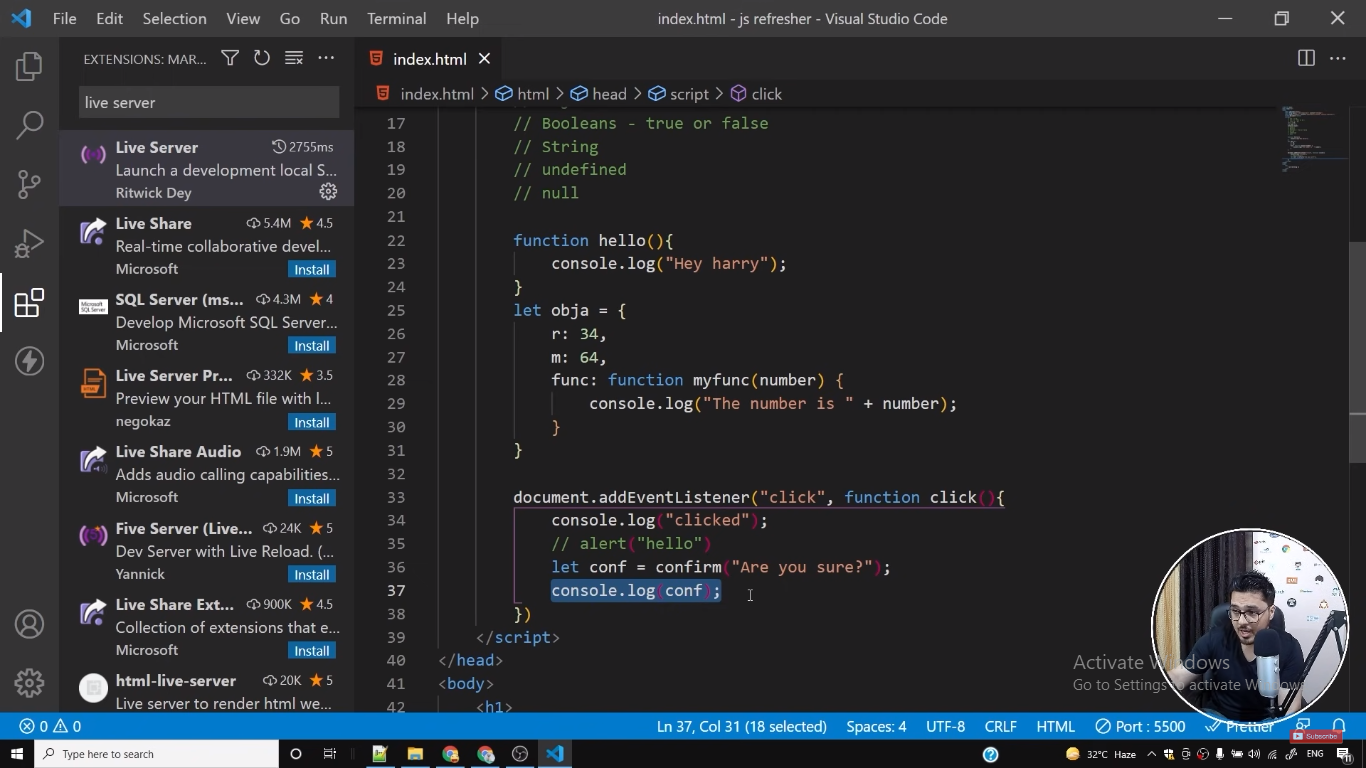 File Edit Selection View Go Run Terminal Help index.html - js refresher - Visual Studio Code
EXTENSIONS: MAR...
live server
Live Server 2755ms
Launch a development local S...
Ritwick Dey
Live Share 5.4M 4.5
Real-time collaborative devel...
Microsoft Install
SQL Server (ms... 4.3M 4
Develop Microsoft SQL Server...
Microsoft Install
Live Server Pr... 332K 3.5
Preview your HTML file with l...
negokaz Install
Live Share Audio 1.9M 5
Adds audio calling capabilities...
Microsoft Install
Five Server (Live... 24K 5
Dev Server with Live Reload. (...
Yannick Install
Live Share Ext... 900K 4.5
Collection of extensions that e...
Microsoft Install
html-live-server 20K 5
Live server to render html we...
index.html
index.html > html > head > script > click
17 // Booleans - true or false
18 // String
19 // undefined
20 // null
21
22 function hello(){
23 console.log("Hey harry");
24 }
25 let obja = {
26 r: 34,
27 m: 64,
28 func: function myfunc(number) {
29 console.log("The number is " + number);
30 }
31 }
32
33 document.addEventListener("click", function click(){
34 console.log("clicked");
35 // alert("hello")
36 let conf = confirm("Are you sure?");
37 console.log(conf);
38 })
39 </script>
40 </head>
41 <body>
42 <h1>
Activate Windows
Go to Settings to activate Windows.
Subscribe
0 0 Ln 37, Col 31 (18 selected) Spaces: 4 UTF-8 CRLF HTML Port : 5500 Prettier
Type here to search 32°C Haze ENG